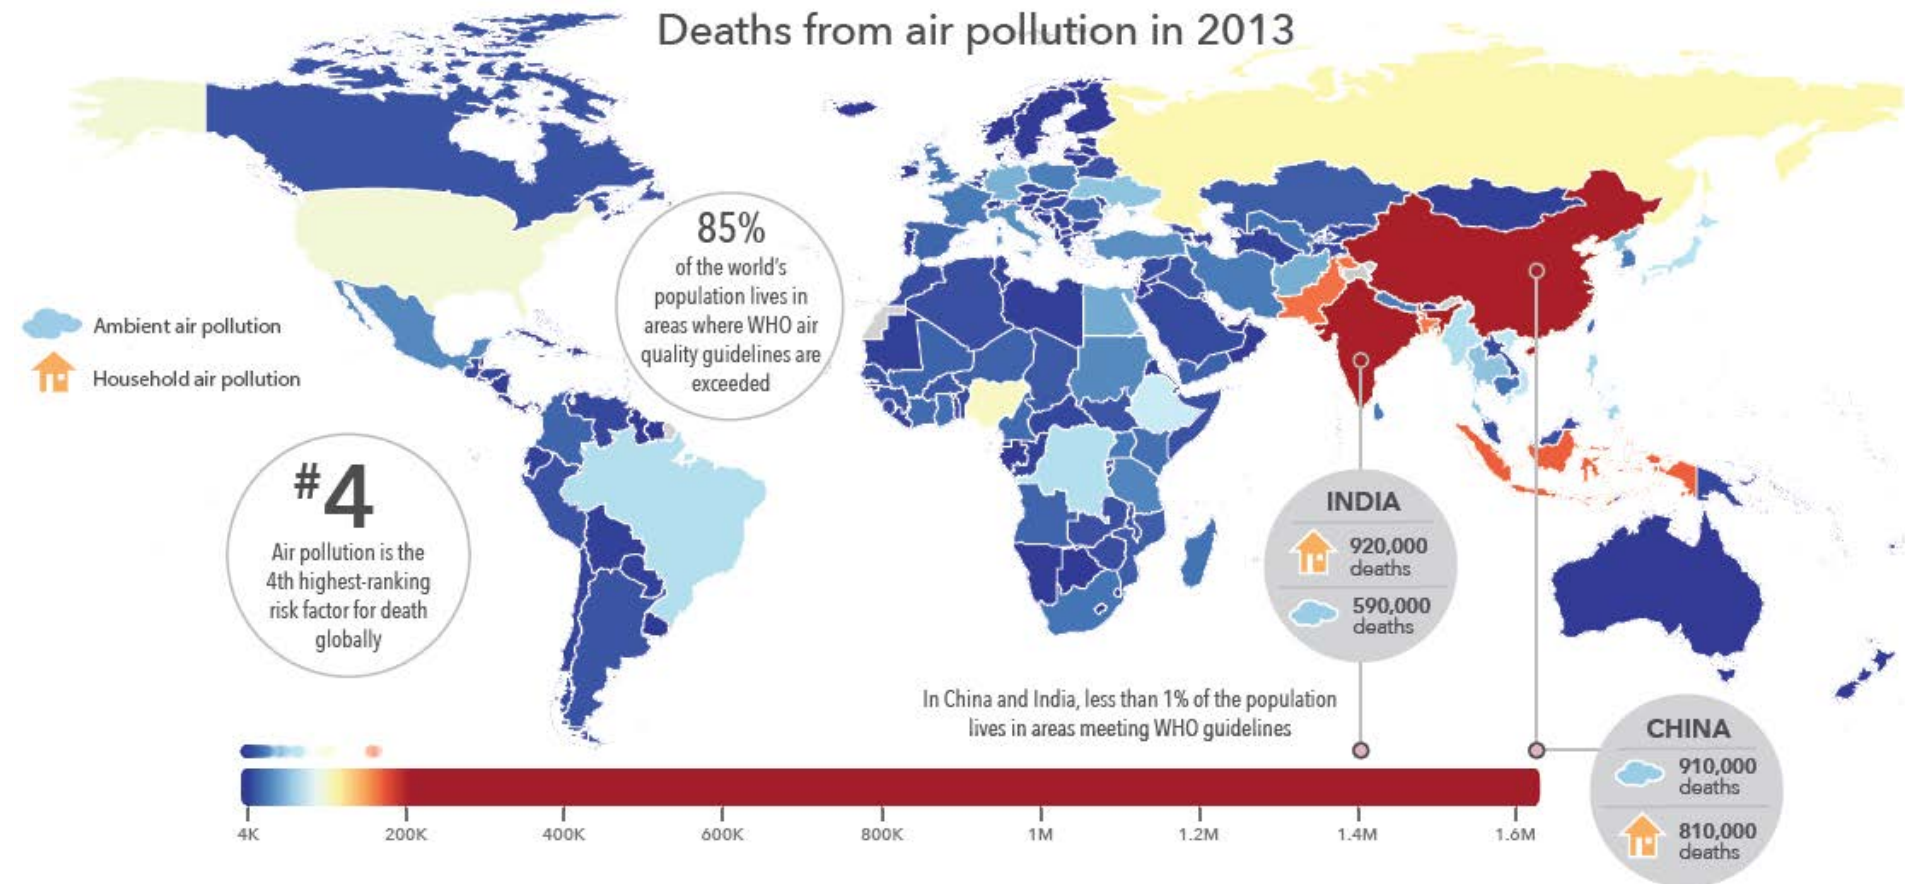 Deaths from air pollution in 2013
85%
of the world's
population lives in
areas where WHO air
quality guidelines are
exceeded
Ambient air pollution
Household air pollution
#4
Air pollution is the
4th highest-ranking
risk factor for death
globally
INDIA
920,000
deaths
590,000
deaths
In China and India, less than 1% of the population
lives in areas meeting WHO guidelines
CHINA
910,000
deaths
810,000
deaths
4K 200K 400K 600K 800K 1M 1.2M 1.4M 1.6M